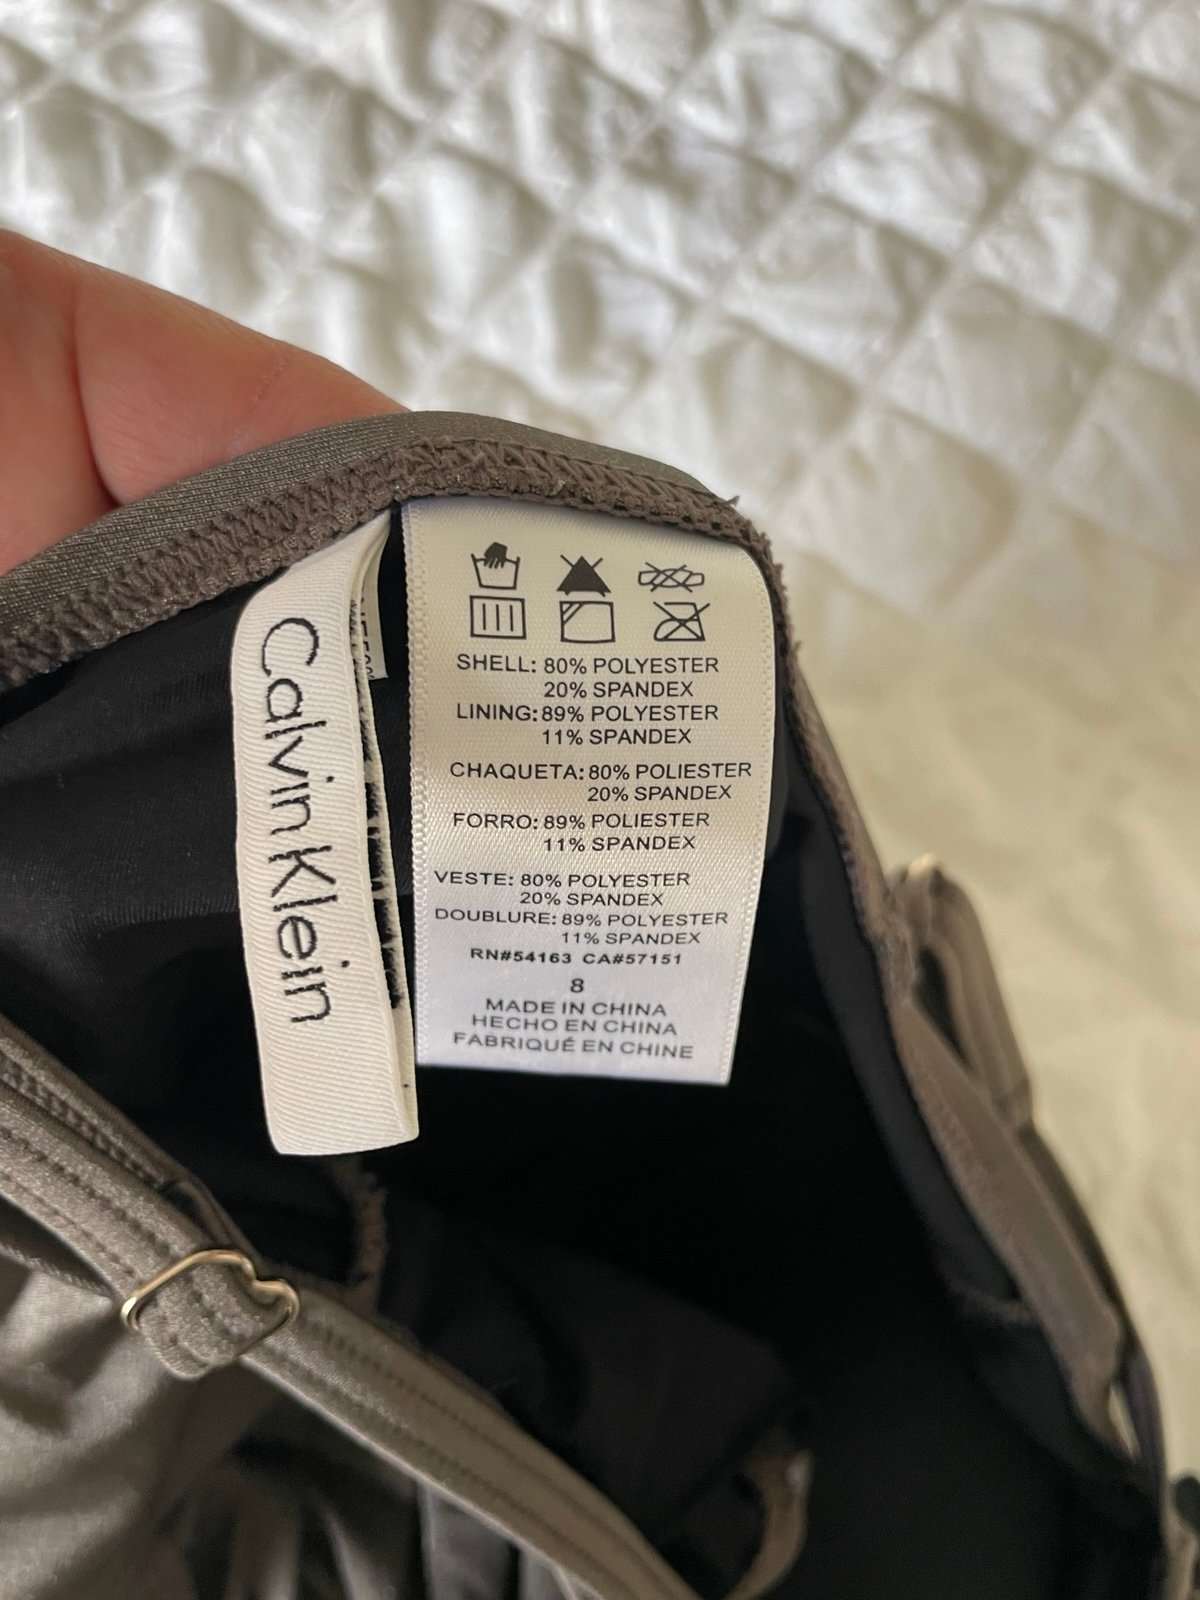 Calvin Klein
SHELL: 80% POLYESTER
20% SPANDEX
LINING: 89% POLYESTER
11% SPANDEX
CHAQUETA: 80% POLIESTER
20% SPANDEX
FORRO: 89% POLIESTER
11% SPANDEX
VESTE: 80% POLYESTER
20% SPANDEX
DOUBLURE: 89% POLYESTER
11% SPANDEX
RN#54163 CA#57151
8
MADE IN CHINA
HECHO EN CHINA
FABRIQUÉ EN CHINE